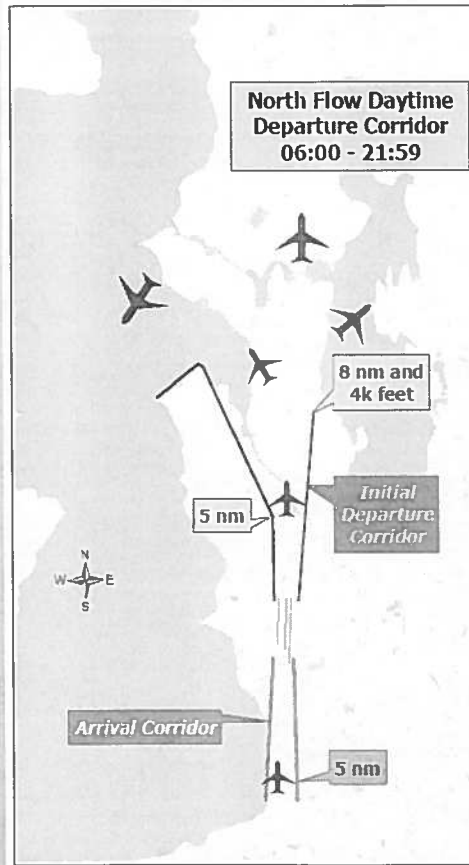 North Flow Daytime
Departure Corridor
06:00 - 21:59
8 nm and
4k feet
Initial
Departure
Corridor
5 nm
N
W E
S
Arrival Corridor
5 nm